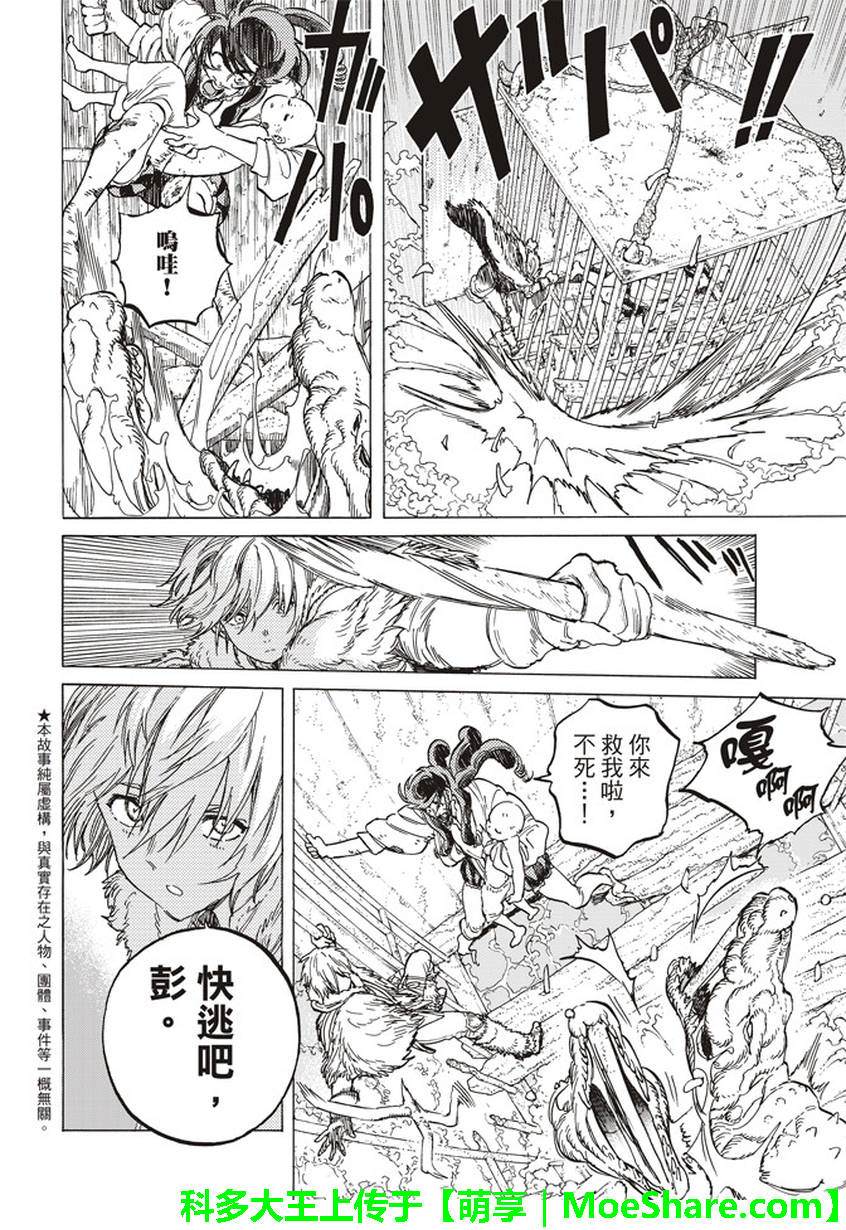 ザパ!!
ガパパ
嗚哇！
嘎啊啊
你來
救我啦，
不死…！
快逃吧，
彭。
★本故事純屬虛構，與真實存在之人物、團體、事件等一概無關。
科多大王上传于【萌享｜MoeShare.com】